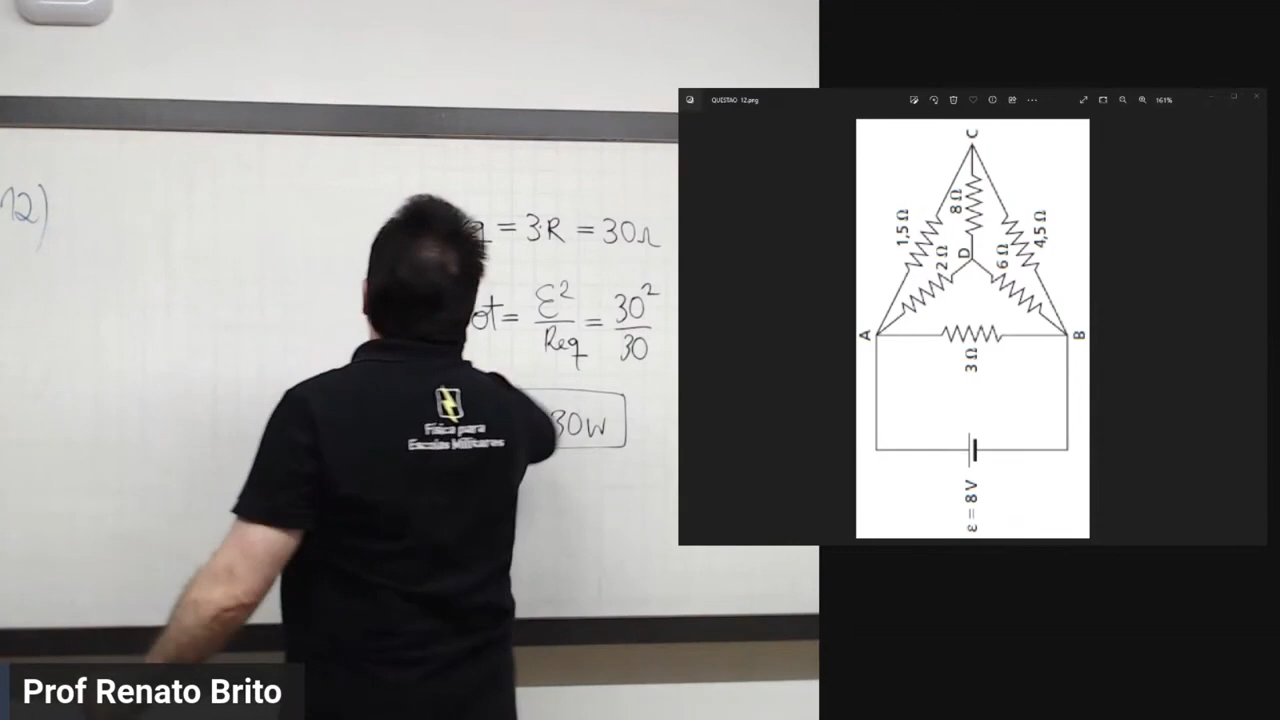 12)
q = 3·R = 30Ω
ot = ε² / Req = 30² / 30
30W
Física para
Escolas Militares
Prof Renato Brito
QUESTAO 12.png
161%
C
1,5 Ω
8 Ω
4,5 Ω
2 Ω
D
6 Ω
A
3 Ω
B
ε = 8 V